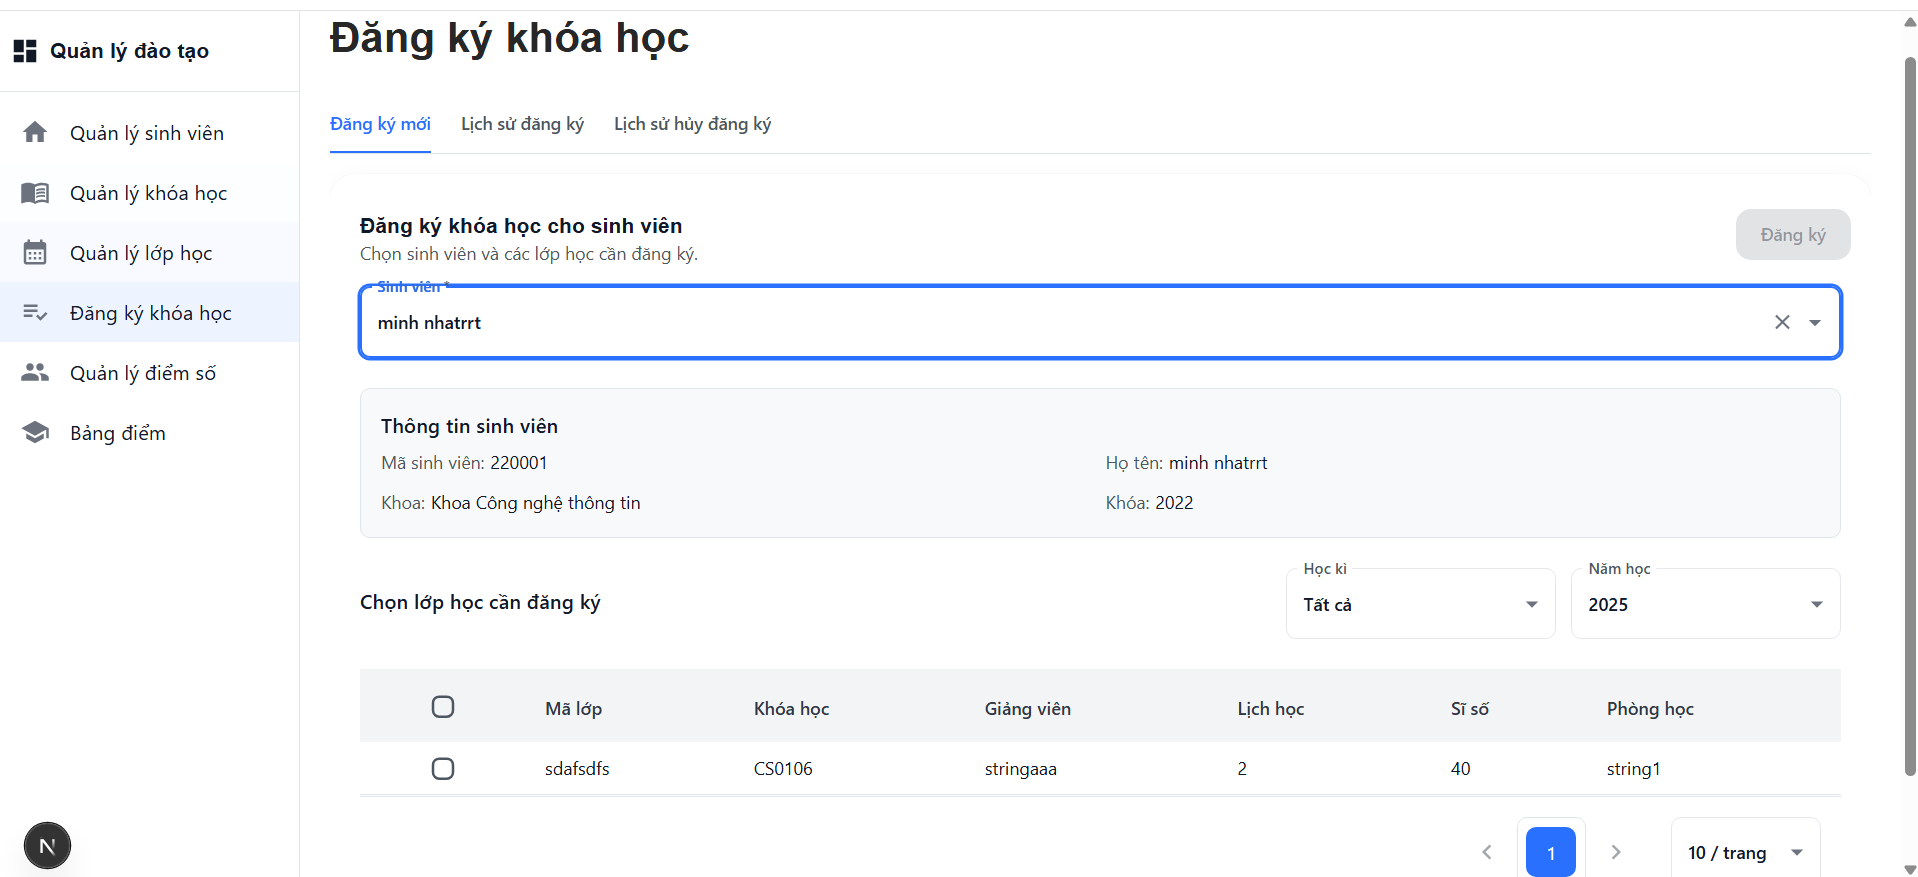 Quản lý đào tạo
Quản lý sinh viên
Quản lý khóa học
Quản lý lớp học
Đăng ký khóa học
Quản lý điểm số
Bảng điểm
N
Đăng ký khóa học
Đăng ký mới Lịch sử đăng ký Lịch sử hủy đăng ký
Đăng ký khóa học cho sinh viên
Chọn sinh viên và các lớp học cần đăng ký.
Đăng ký
Sinh viên *
minh nhatrrt
Thông tin sinh viên
Mã sinh viên: 220001 Họ tên: minh nhatrrt
Khoa: Khoa Công nghệ thông tin Khóa: 2022
Chọn lớp học cần đăng ký
Học kì
Tất cả
Năm học
2025
Mã lớp Khóa học Giảng viên Lịch học Sĩ số Phòng học
sdafsdfs CS0106 stringaaa 2 40 string1
1
10 / trang